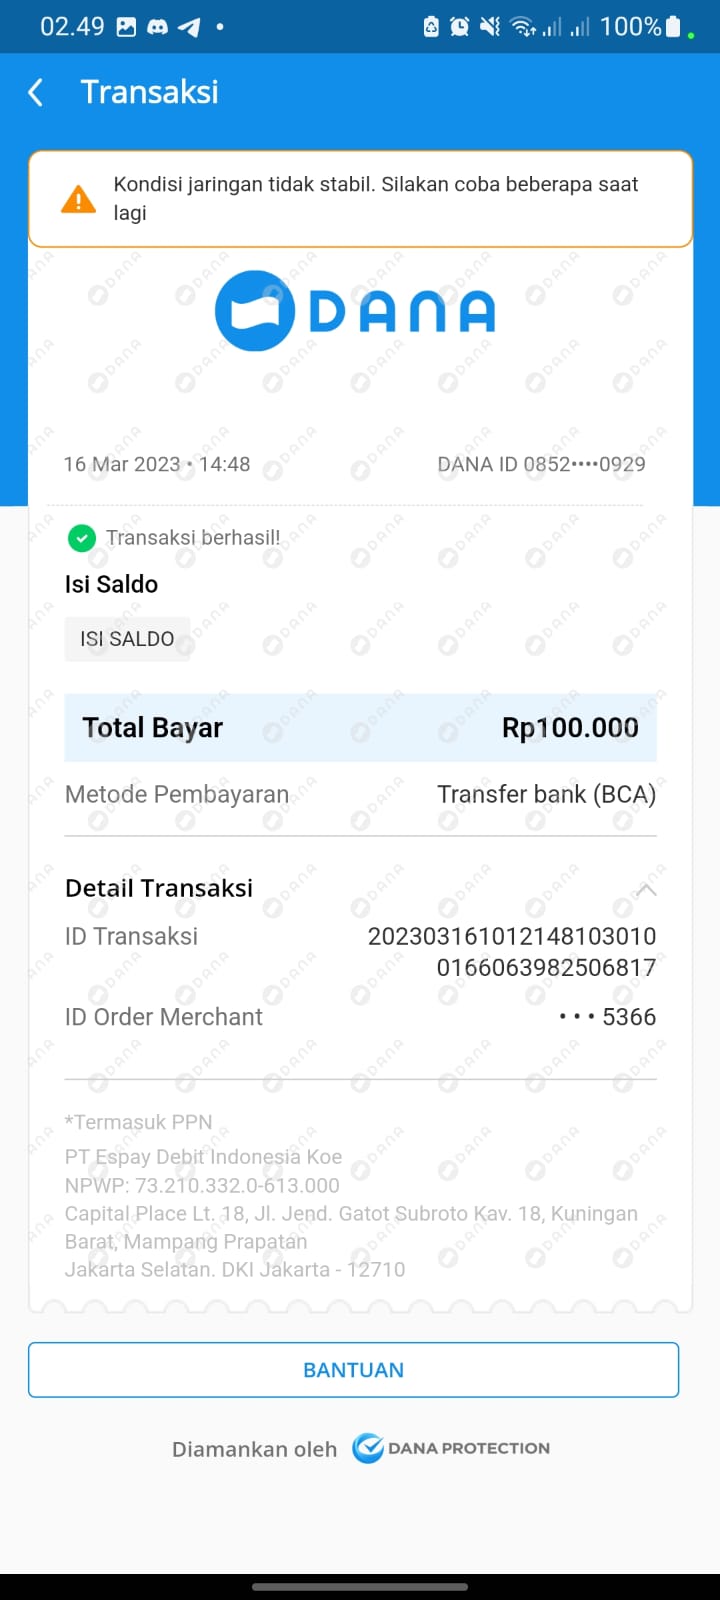 02.49
100%
Transaksi
Kondisi jaringan tidak stabil. Silakan coba beberapa saat
lagi
DANA
16 Mar 2023 • 14:48
DANA ID 0852••••0929
Transaksi berhasil!
Isi Saldo
ISI SALDO
Total Bayar Rp100.000
Metode Pembayaran Transfer bank (BCA)
Detail Transaksi
ID Transaksi 202303161012148103010
0166063982506817
ID Order Merchant • • • 5366
*Termasuk PPN
PT Espay Debit Indonesia Koe
NPWP: 73.210.332.0-613.000
Capital Place Lt. 18, Jl. Jend. Gatot Subroto Kav. 18, Kuningan
Barat, Mampang Prapatan
Jakarta Selatan. DKI Jakarta - 12710
BANTUAN
Diamankan oleh DANA PROTECTION